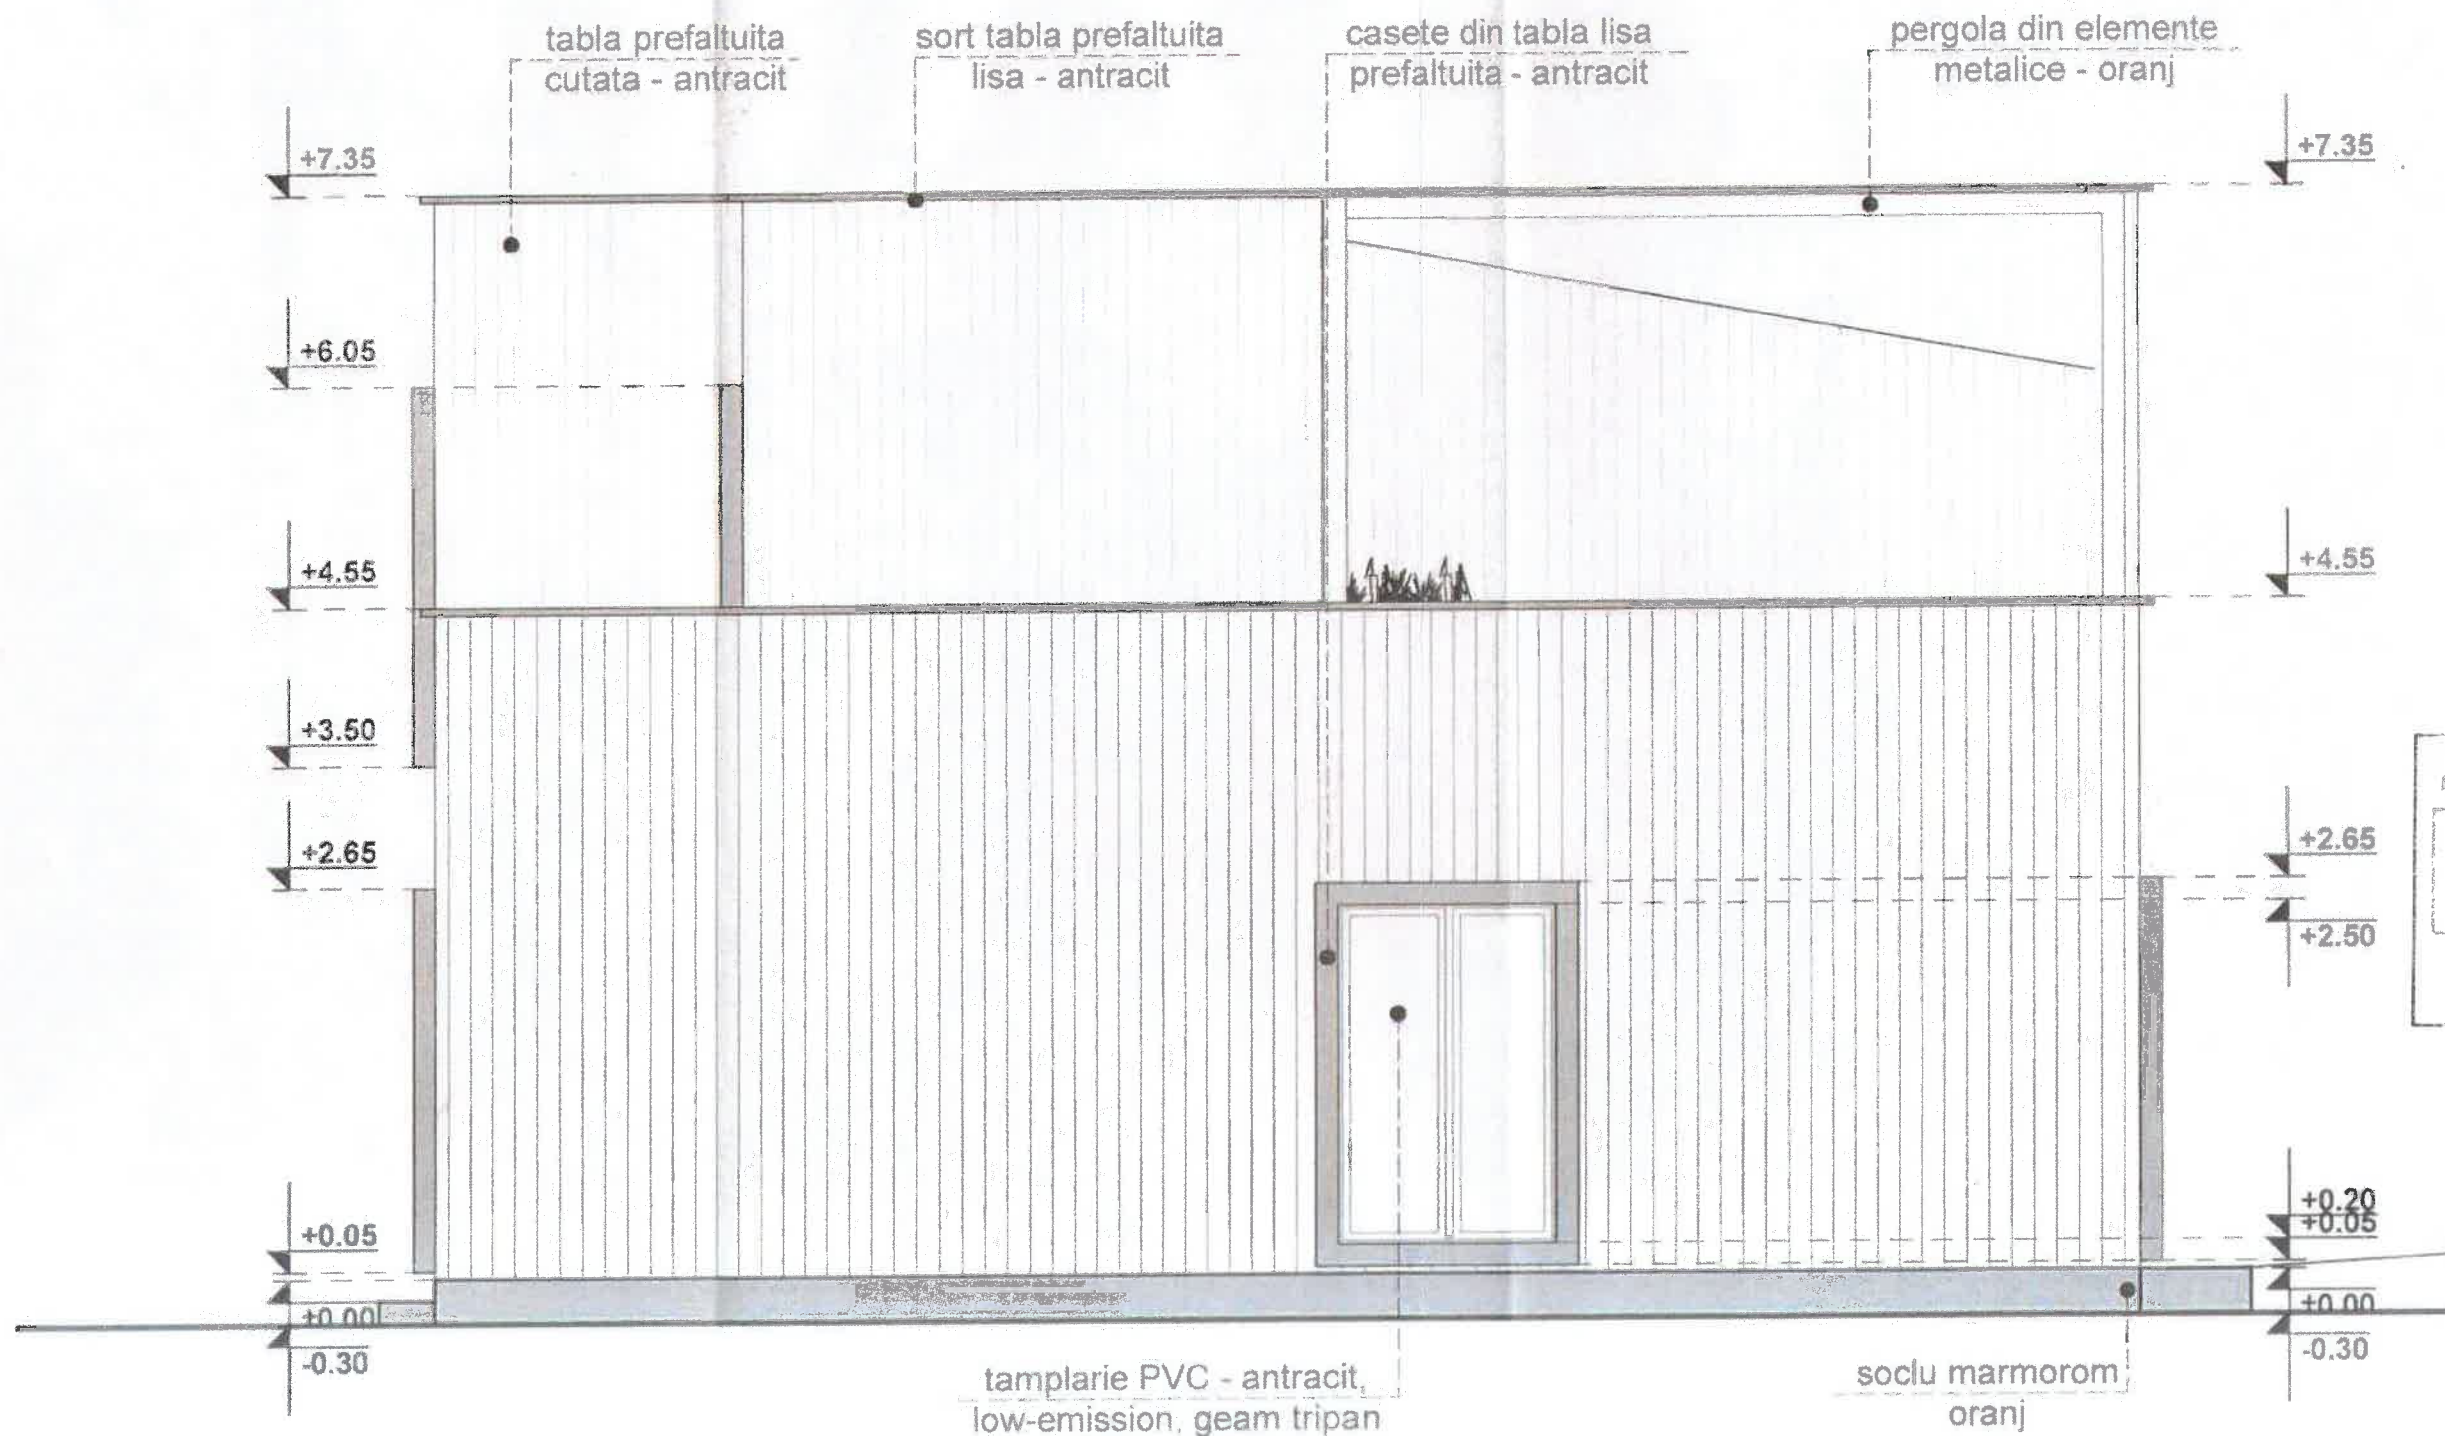 tabla prefaltuita
cutata - antracit
sort tabla prefaltuita
lisa - antracit
casete din tabla lisa
prefaltuita - antracit
pergola din elemente
metalice - oranj
+7.35
+7.35
+6.05
+4.55
+4.55
+3.50
+2.65
+2.65
+2.50
+0.05
+0.20
+0.05
+0.00
+0.00
-0.30
-0.30
tamplarie PVC - antracit,
low-emission, geam tripan
soclu marmorom
oranj